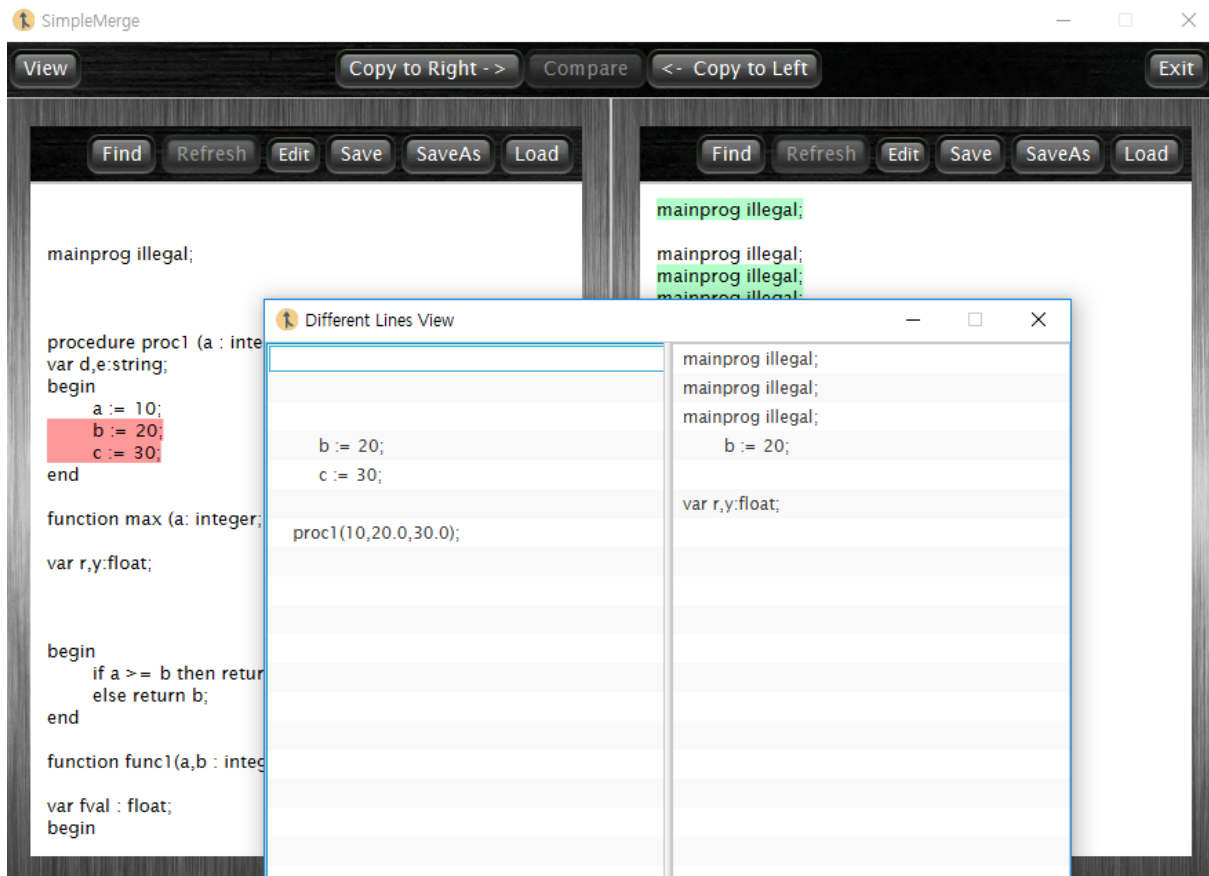 SimpleMerge
View Copy to Right -> Compare <- Copy to Left Exit
Find Refresh Edit Save SaveAs Load
mainprog illegal;
procedure proc1 (a : inte
var d,e:string;
begin
a := 10;
b := 20;
c := 30;
end
function max (a: integer;
var r,y:float;
begin
if a >= b then retur
else return b;
end
function func1(a,b : integ
var fval : float;
begin
Find Refresh Edit Save SaveAs Load
mainprog illegal;
mainprog illegal;
mainprog illegal;
mainprog illegal;
Different Lines View
mainprog illegal;
mainprog illegal;
mainprog illegal;
b := 20; b := 20;
c := 30;
var r,y:float;
proc1(10,20.0,30.0);